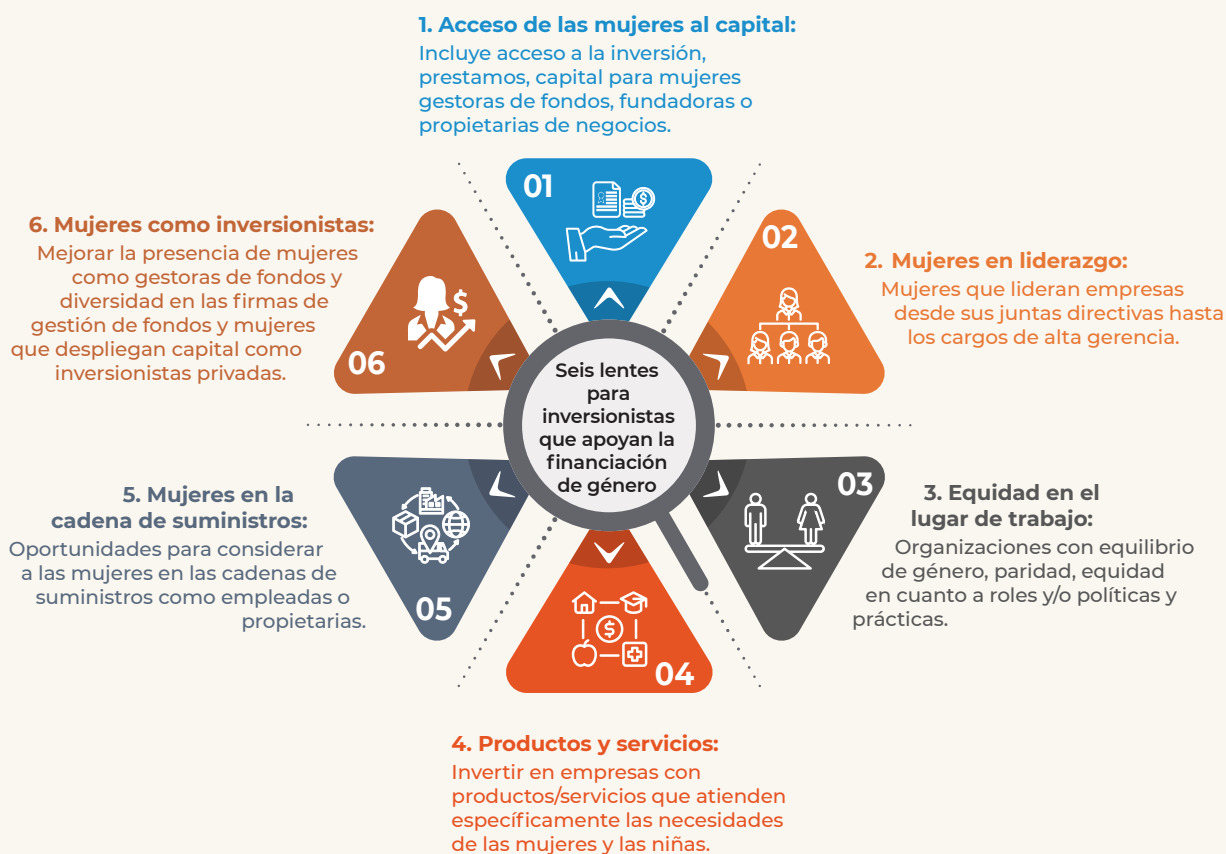 1. Acceso de las mujeres al capital:
Incluye acceso a la inversión,
prestamos, capital para mujeres
gestoras de fondos, fundadoras o
propietarias de negocios.
01
02
2. Mujeres en liderazgo:
Mujeres que lideran empresas
desde sus juntas directivas hasta
los cargos de alta gerencia.
03
3. Equidad en el
lugar de trabajo:
Organizaciones con equilibrio
de género, paridad, equidad
en cuanto a roles y/o políticas y
prácticas.
04
4. Productos y servicios:
Invertir en empresas con
productos/servicios que atienden
específicamente las necesidades
de las mujeres y las niñas.
5. Mujeres en la
cadena de suministros:
Oportunidades para considerar
a las mujeres en las cadenas de
suministros como empleadas o
propietarias.
05
6. Mujeres como inversionistas:
Mejorar la presencia de mujeres
como gestoras de fondos y
diversidad en las firmas de
gestión de fondos y mujeres
que despliegan capital como
inversionistas privadas.
06
Seis lentes
para
inversionistas
que apoyan la
financiación
de género